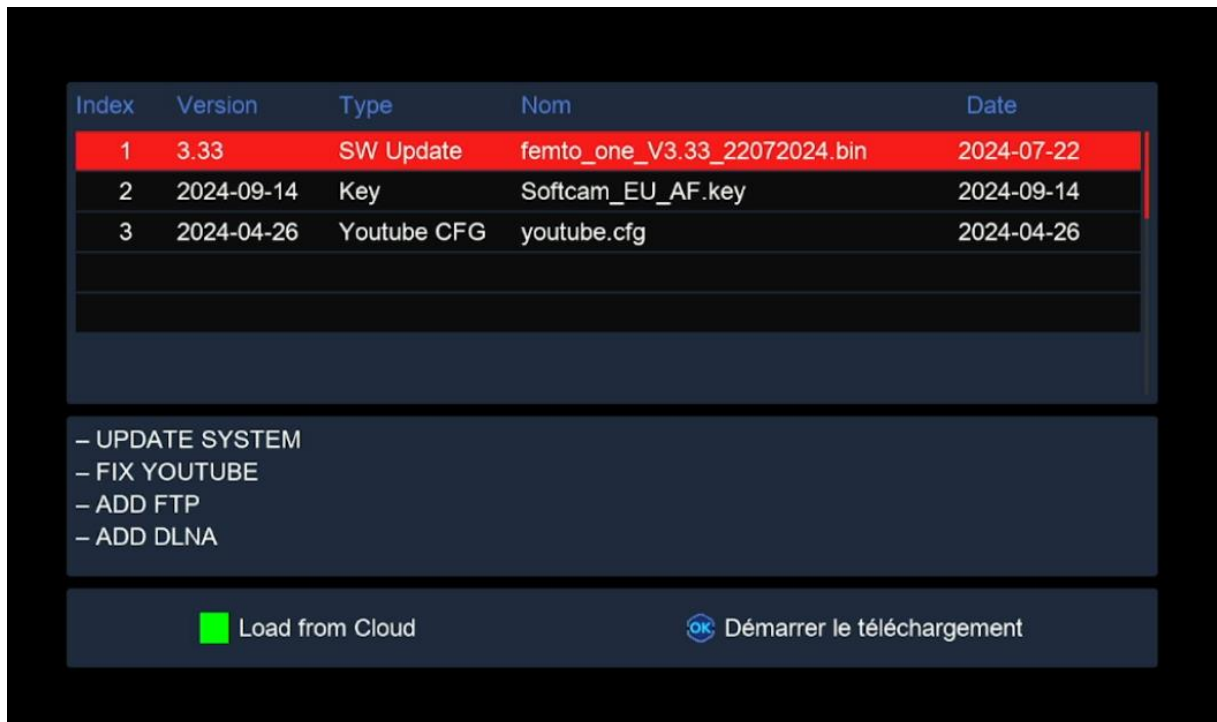 Index Version Type Nom Date
1 3.33 SW Update femto_one_V3.33_22072024.bin 2024-07-22
2 2024-09-14 Key Softcam_EU_AF.key 2024-09-14
3 2024-04-26 Youtube CFG youtube.cfg 2024-04-26
– UPDATE SYSTEM
– FIX YOUTUBE
– ADD FTP
– ADD DLNA
Load from Cloud OK Démarrer le téléchargement